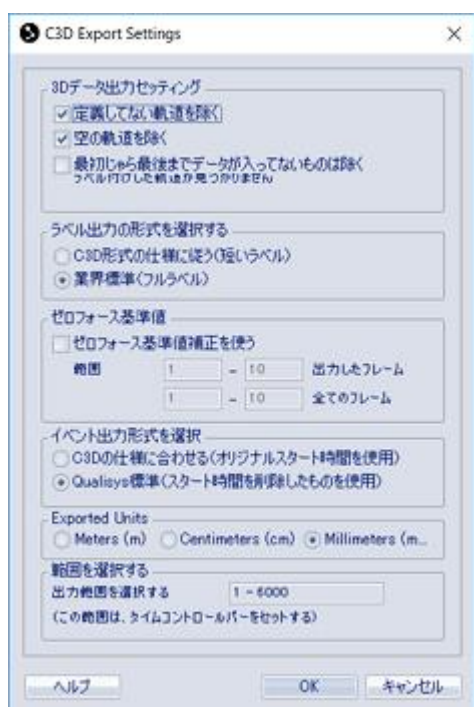 C3D Export Settings
3Dデータ出力セッティング
定義してない軌道を除く
空の軌道を除く
最初じゃら最後までデータが入ってないものは除く
ラベル付けした軌道が見つかりません
ラベル出力の形式を選択する
C3D形式の仕様に従う(短いラベル)
業界標準(フルラベル)
ゼロフォース基準値
ゼロフォース基準値補正を使う
範囲 1 - 10 出力したフレーム
1 - 10 全てのフレーム
イベント出力形式を選択
C3Dの仕様に合わせる(オリジナルスタート時間を使用)
Qualisys標準(スタート時間を削除したものを使用)
Exported Units
Meters (m) Centimeters (cm) Millimeters (m...
範囲を選択する
出力範囲を選択する 1 - 6000
(この範囲は、タイムコントロールバーをセットする)
ヘルプ OK キャンセル